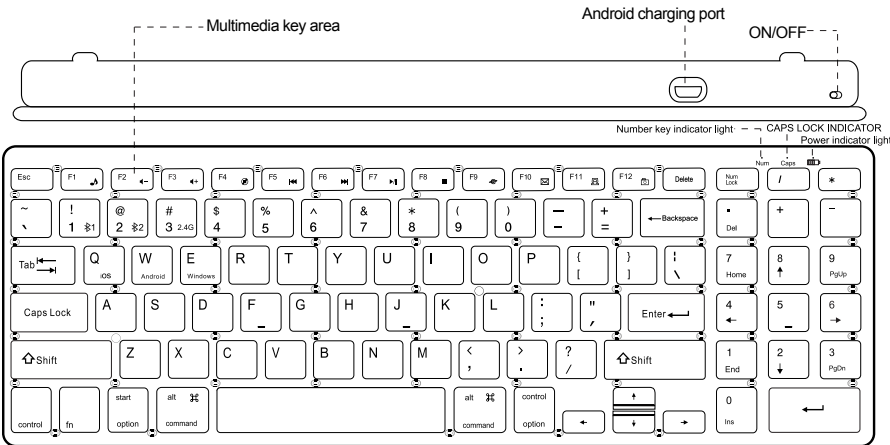 Multimedia key area
Android charging port
ON/OFF
Number key indicator light
CAPS LOCK INDICATOR
Power indicator light
Num Caps
Esc F1 F2 F3 F4 F5 F6 F7 F8 F9 F10 F11 F12 Delete Num Lock / *
~ ` ! 1 1 @ 2 2 # 3 2.4G $ 4 % 5 ^ 6 & 7 * 8 ( 9 ) 0 — - + = ←Backspace . Del + −
Tab Q iOS W Android E Windows R T Y U I O P { [ } ] ¦ \ 7 Home 8 ↑ 9 PgUp
Caps Lock A S D F G H J K L : ; " ' Enter 4 ← 5 6 →
Shift Z X C V B N M < , > . ? / Shift 1 End 2 ↓ 3 PgDn
control fn start option alt ⌘ command alt ⌘ command control option ← ↑ ↓ → 0 Ins